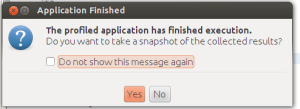 Application Finished
The profiled application has finished execution.
Do you want to take a snapshot of the collected results?
Do not show this message again
Yes No